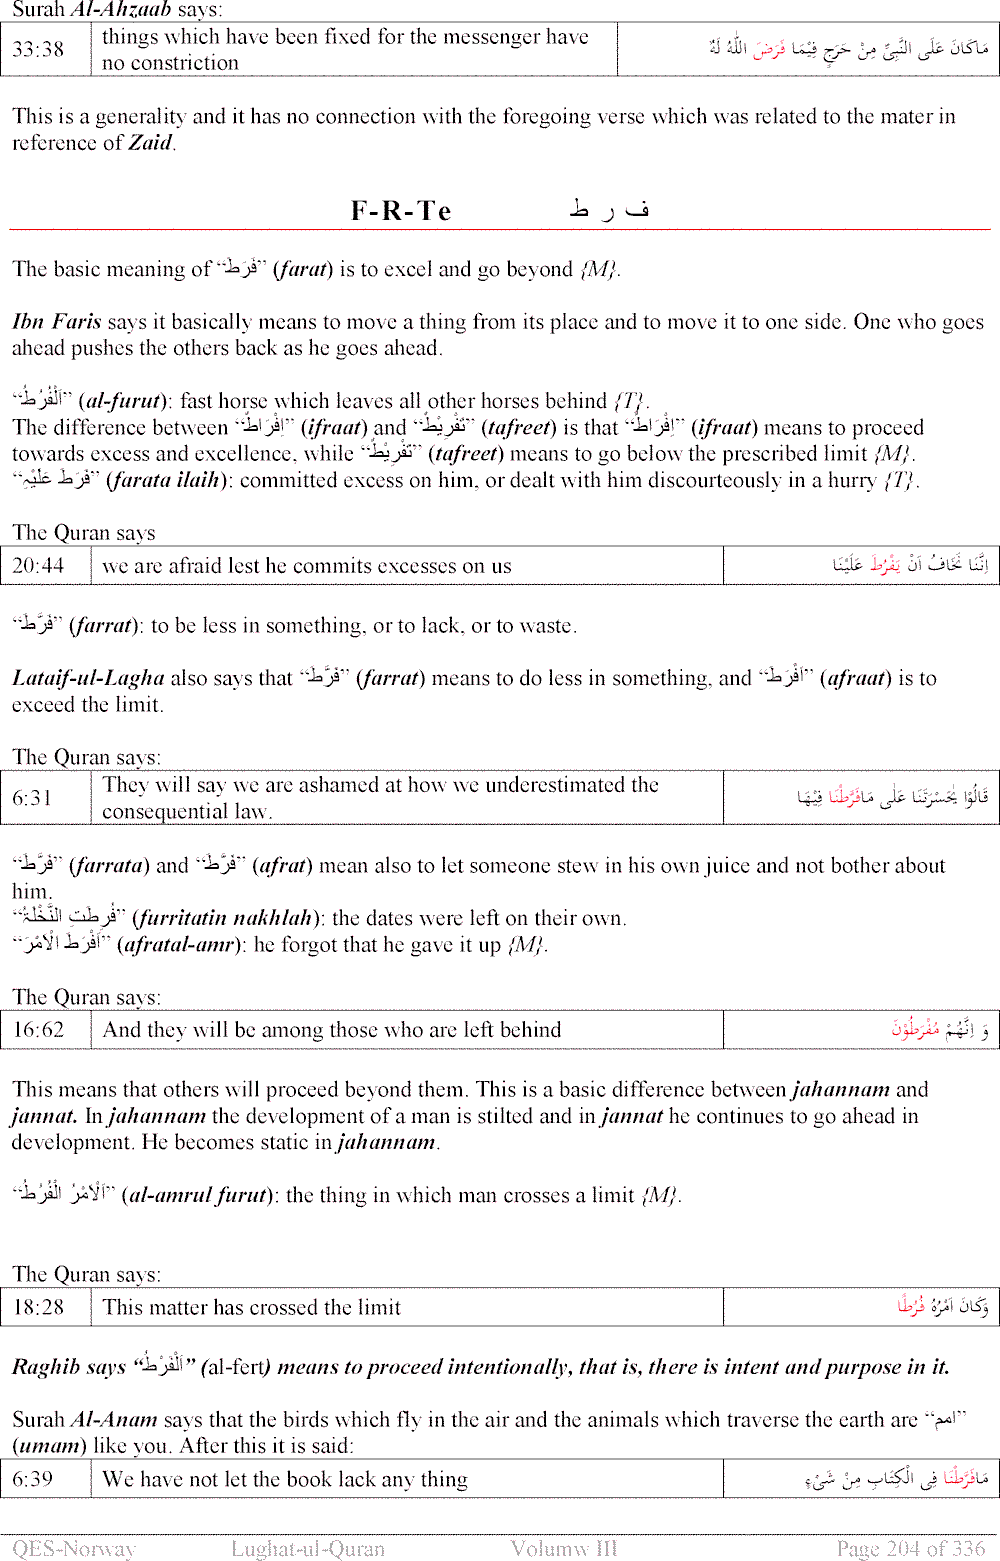 Surah Al-Ahzaab says:
33:38 things which have been fixed for the messenger have no constriction مَاكَانَ عَلَى النَّبِىِّ مِنْ حَرَجٍ فِيْمَا فَرَضَ اللّٰهُ لَهٗ
This is a generality and it has no connection with the foregoing verse which was related to the mater in
reference of Zaid.
F-R-Te ف ر ط
The basic meaning of “فَرَطَ” (farat) is to excel and go beyond {M}.
Ibn Faris says it basically means to move a thing from its place and to move it to one side. One who goes
ahead pushes the others back as he goes ahead.
“اَلْفُرُطُ” (al-furut): fast horse which leaves all other horses behind {T}.
The difference between “اِفْرَاطٌ” (ifraat) and “تَفْرِيْطٌ” (tafreet) is that “اِفْرَاطٌ” (ifraat) means to proceed
towards excess and excellence, while “تَفْرِيْطٌ” (tafreet) means to go below the prescribed limit {M}.
“فَرَطَ عَلَيْہِ” (farata ilaih): committed excess on him, or dealt with him discourteously in a hurry {T}.
The Quran says
20:44 we are afraid lest he commits excesses on us اِنَّنَا نَخَافُ اَنْ يَفْرُطَ عَلَيْنَا
“فَرَّطَ” (farrat): to be less in something, or to lack, or to waste.
Lataif-ul-Lagha also says that “فَرَّطَ” (farrat) means to do less in something, and “اَفْرَطَ” (afraat) is to
exceed the limit.
The Quran says:
6:31 They will say we are ashamed at how we underestimated the consequential law. قَالُوْا يٰحَسْرَتَنَا عَلٰى مَافَرَّطْنَا فِيْهَا
“فَرَّطَ” (farrata) and “فَرَّطَ” (afrat) mean also to let someone stew in his own juice and not bother about
him.
“فُرِطَتِ النَّخْلَۃُ” (furritatin nakhlah): the dates were left on their own.
“اَفْرَطَ الْاَمْرَ” (afratal-amr): he forgot that he gave it up {M}.
The Quran says:
16:62 And they will be among those who are left behind وَ اِنَّهُمْ مُفْرَطُوْنَ
This means that others will proceed beyond them. This is a basic difference between jahannam and
jannat. In jahannam the development of a man is stilted and in jannat he continues to go ahead in
development. He becomes static in jahannam.
“اَلْاَمْرُ الْفُرُطُ” (al-amrul furut): the thing in which man crosses a limit {M}.
The Quran says:
18:28 This matter has crossed the limit وَكَانَ اَمْرُهٗ فُرُطًا
Raghib says “اَلْفَرْطُ” (al-fert) means to proceed intentionally, that is, there is intent and purpose in it.
Surah Al-Anam says that the birds which fly in the air and the animals which traverse the earth are “امم”
(umam) like you. After this it is said:
6:39 We have not let the book lack any thing مَافَرَّطْنَا فِى الْكِتَابِ مِنْ شَىْءٍ
QES-Norway Lughat-ul-Quran Volumw III Page 204 of 336